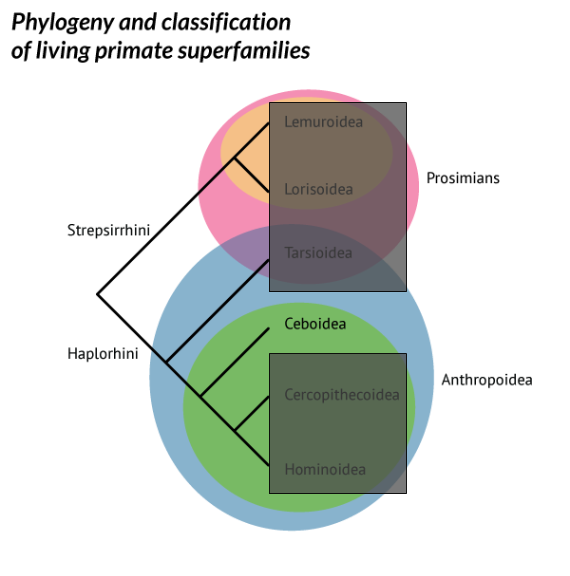 Phylogeny and classification
of living primate superfamilies
Lemuroidea
Prosimians
Lorisoidea
Strepsirrhini
Tarsioidea
Ceboidea
Haplorhini
Anthropoidea
Cercopithecoidea
Hominoidea